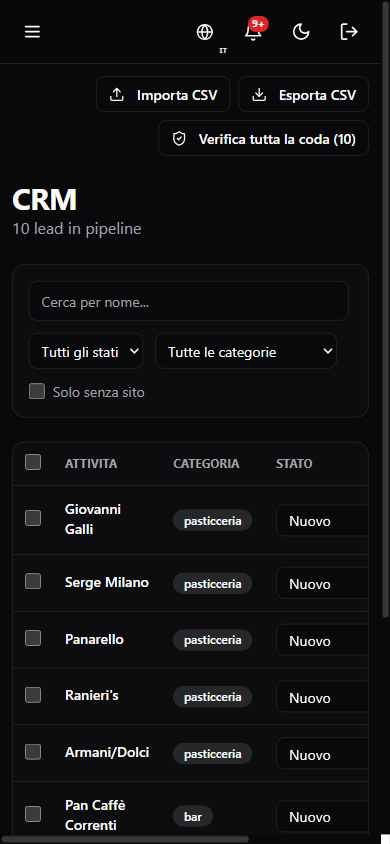 9+
IT
Importa CSV
Esporta CSV
Verifica tutta la coda (10)
CRM
10 lead in pipeline
Cerca per nome...
Tutti gli stati
Tutte le categorie
Solo senza sito
ATTIVITA CATEGORIA STATO
Giovanni
Galli
pasticceria Nuovo
Serge Milano pasticceria Nuovo
Panarello pasticceria Nuovo
Ranieri's pasticceria Nuovo
Armani/Dolci pasticceria Nuovo
Pan Caffè
Correnti
bar Nuovo